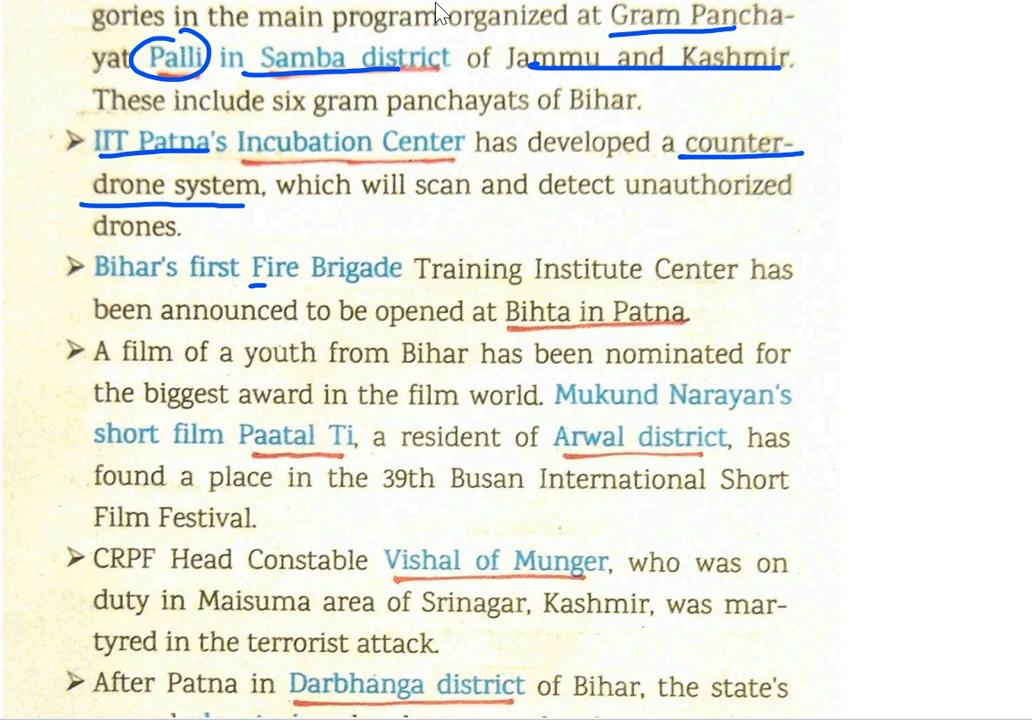 gories in the main program organized at Gram Pancha-
yat Palli in Samba district of Jammu and Kashmir.
These include six gram panchayats of Bihar.
➤ IIT Patna's Incubation Center has developed a counter-
drone system, which will scan and detect unauthorized
drones.
➤ Bihar's first Fire Brigade Training Institute Center has
been announced to be opened at Bihta in Patna.
➤ A film of a youth from Bihar has been nominated for
the biggest award in the film world. Mukund Narayan's
short film Paatal Ti, a resident of Arwal district, has
found a place in the 39th Busan International Short
Film Festival.
➤ CRPF Head Constable Vishal of Munger, who was on
duty in Maisuma area of Srinagar, Kashmir, was mar-
tyred in the terrorist attack.
➤ After Patna in Darbhanga district of Bihar, the state's